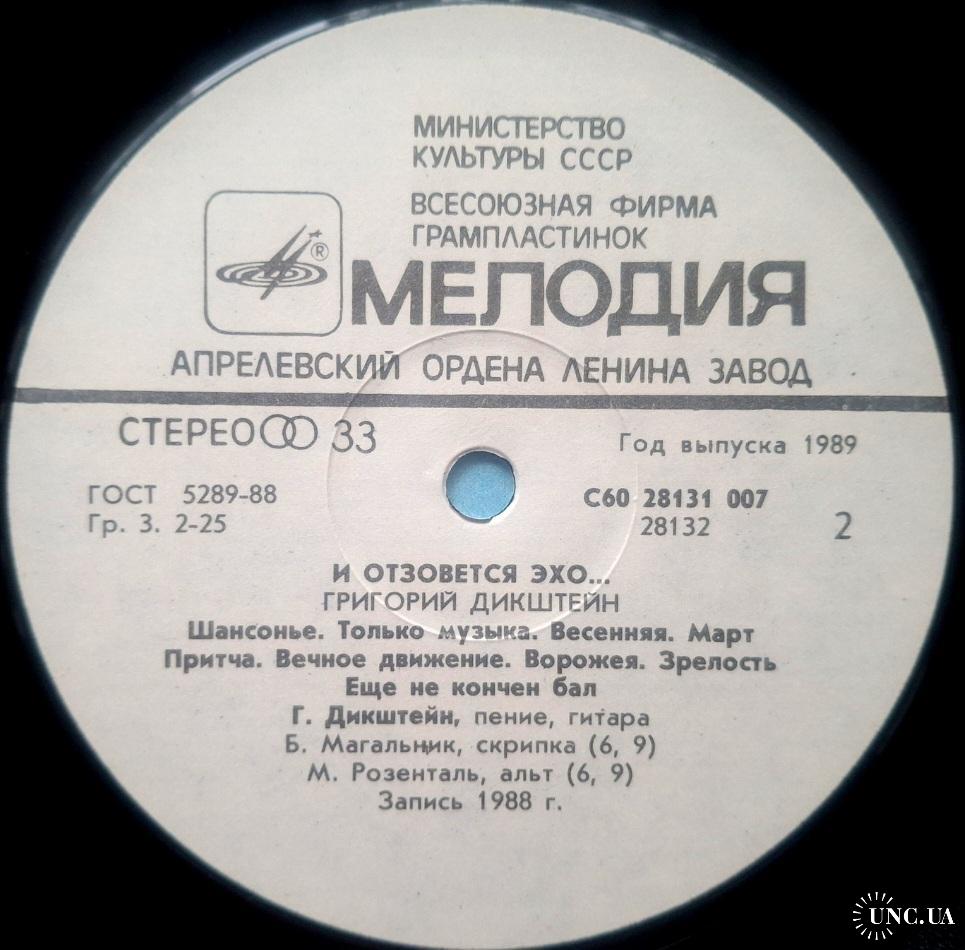 МИНИСТЕРСТВО
КУЛЬТУРЫ СССР
ВСЕСОЮЗНАЯ ФИРМА
ГРАМПЛАСТИНОК
®
МЕЛОДИЯ
АПРЕЛЕВСКИЙ ОРДЕНА ЛЕНИНА ЗАВОД
СТЕРЕО 33
Год выпуска 1989
ГОСТ 5289-88
Гр. 3. 2-25
С60 28131 007
28132
2
И ОТЗОВЕТСЯ ЭХО...
ГРИГОРИЙ ДИКШТЕЙН
Шансонье. Только музыка. Весенняя. Март
Притча. Вечное движение. Ворожея. Зрелость
Еще не кончен бал
Г. Дикштейн, пение, гитара
Б. Магальник, скрипка (6, 9)
М. Розенталь, альт (6, 9)
Запись 1988 г.
UNC.UA